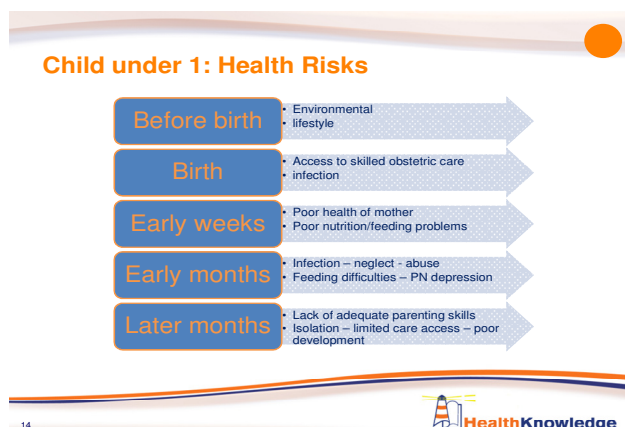 Child under 1: Health Risks
Before birth
• Environmental
• lifestyle
Birth
• Access to skilled obstetric care
• infection
Early weeks
• Poor health of mother
• Poor nutrition/feeding problems
Early months
• Infection – neglect - abuse
• Feeding difficulties – PN depression
Later months
• Lack of adequate parenting skills
• Isolation – limited care access – poor
development
14
HealthKnowledge